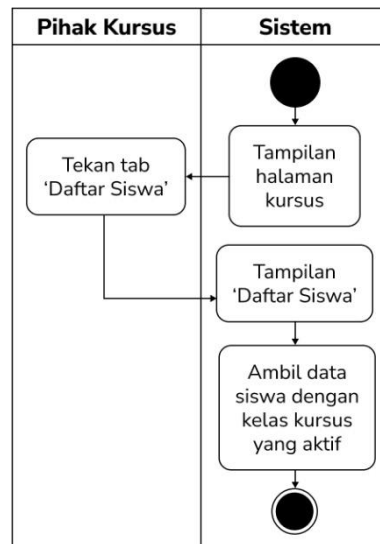 Pihak Kursus
Sistem
Tampilan
halaman
kursus
Tekan tab
‘Daftar Siswa’
Tampilan
‘Daftar Siswa’
Ambil data
siswa dengan
kelas kursus
yang aktif